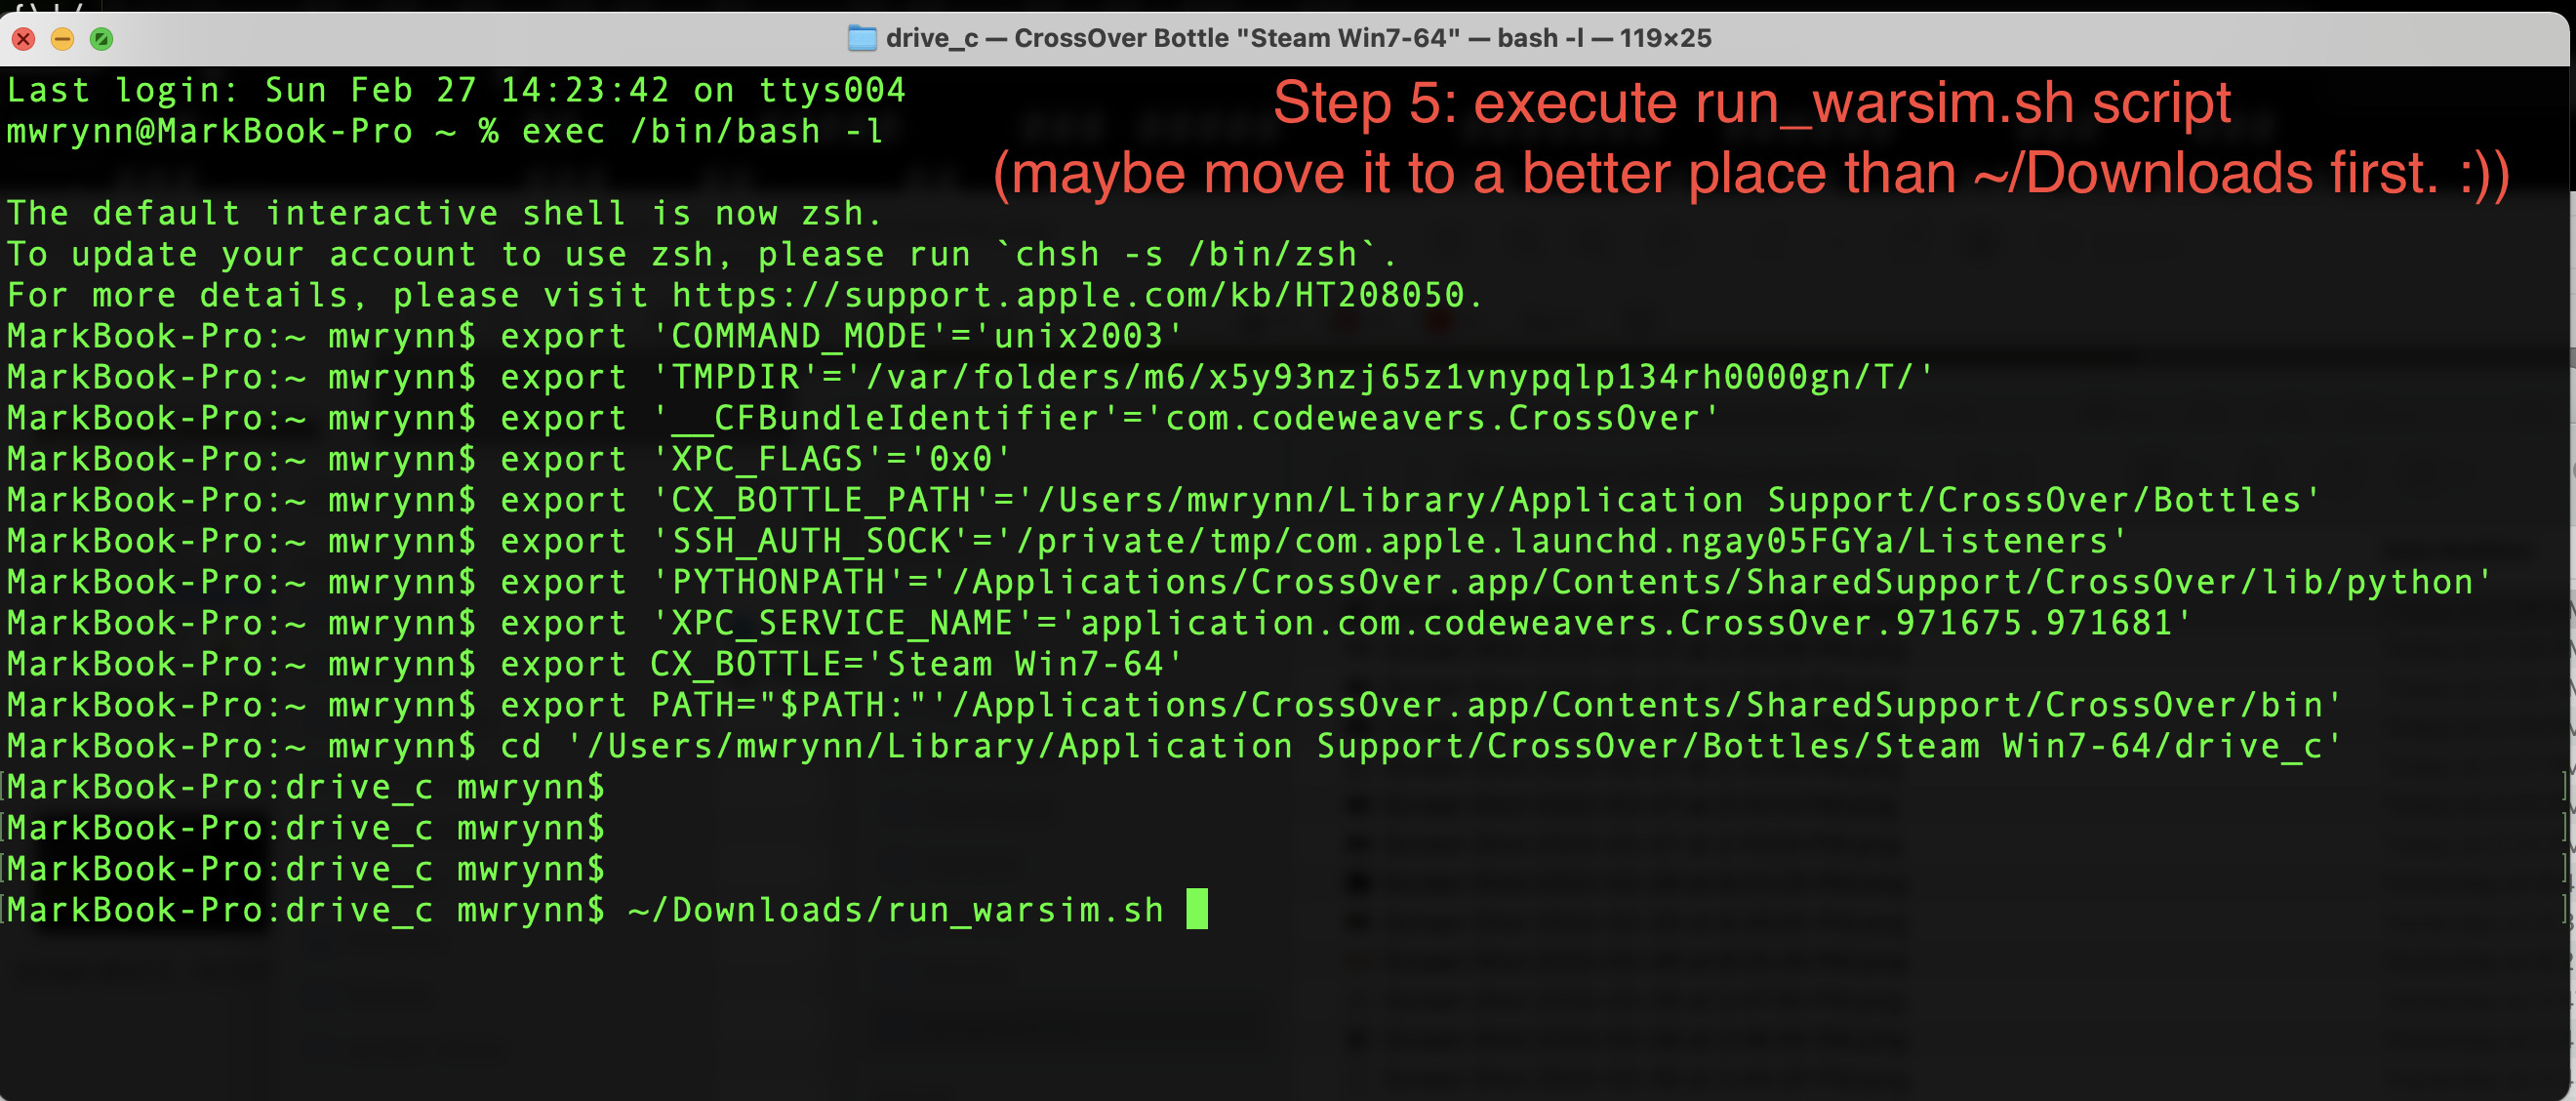 drive_c — CrossOver Bottle "Steam Win7-64" — bash -l — 119×25
Last login: Sun Feb 27 14:23:42 on ttys004
mwrynn@MarkBook-Pro ~ % exec /bin/bash -l
Step 5: execute run_warsim.sh script
(maybe move it to a better place than ~/Downloads first. :))
The default interactive shell is now zsh.
To update your account to use zsh, please run `chsh -s /bin/zsh`.
For more details, please visit https://support.apple.com/kb/HT208050.
MarkBook-Pro:~ mwrynn$ export 'COMMAND_MODE'='unix2003'
MarkBook-Pro:~ mwrynn$ export 'TMPDIR'='/var/folders/m6/x5y93nzj65z1vnypqlp134rh0000gn/T/'
MarkBook-Pro:~ mwrynn$ export '__CFBundleIdentifier'='com.codeweavers.CrossOver'
MarkBook-Pro:~ mwrynn$ export 'XPC_FLAGS'='0x0'
MarkBook-Pro:~ mwrynn$ export 'CX_BOTTLE_PATH'='/Users/mwrynn/Library/Application Support/CrossOver/Bottles'
MarkBook-Pro:~ mwrynn$ export 'SSH_AUTH_SOCK'='/private/tmp/com.apple.launchd.ngay05FGYa/Listeners'
MarkBook-Pro:~ mwrynn$ export 'PYTHONPATH'='/Applications/CrossOver.app/Contents/SharedSupport/CrossOver/lib/python'
MarkBook-Pro:~ mwrynn$ export 'XPC_SERVICE_NAME'='application.com.codeweavers.CrossOver.971675.971681'
MarkBook-Pro:~ mwrynn$ export CX_BOTTLE='Steam Win7-64'
MarkBook-Pro:~ mwrynn$ export PATH="$PATH:"'/Applications/CrossOver.app/Contents/SharedSupport/CrossOver/bin'
MarkBook-Pro:~ mwrynn$ cd '/Users/mwrynn/Library/Application Support/CrossOver/Bottles/Steam Win7-64/drive_c'
[MarkBook-Pro:drive_c mwrynn$ ]
[MarkBook-Pro:drive_c mwrynn$ ]
[MarkBook-Pro:drive_c mwrynn$ ]
[MarkBook-Pro:drive_c mwrynn$ ~/Downloads/run_warsim.sh ]